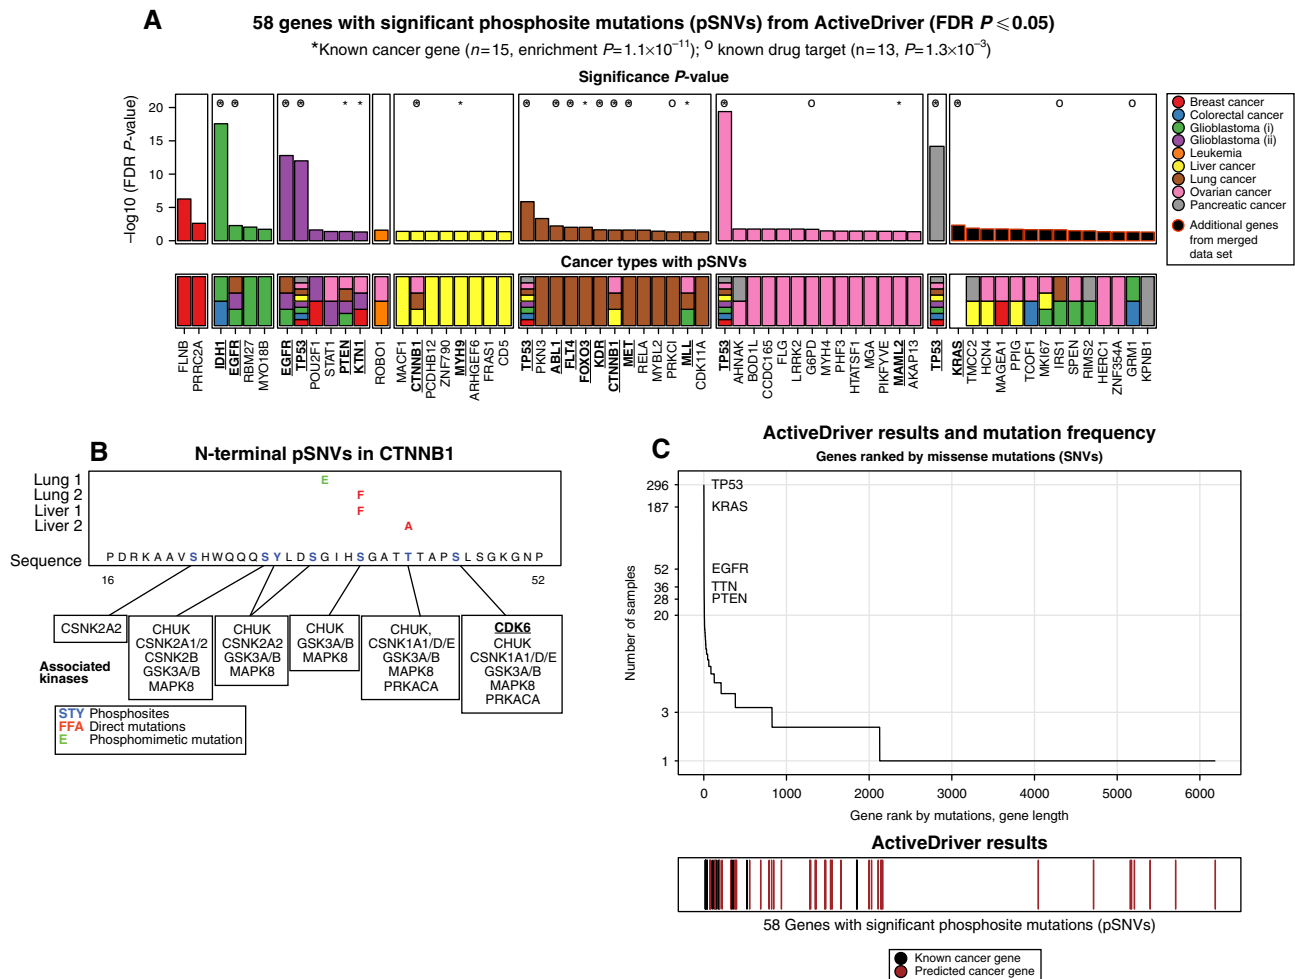 A
58 genes with significant phosphosite mutations (pSNVs) from ActiveDriver (FDR P ≤ 0.05)
*Known cancer gene (n=15, enrichment P=1.1×10⁻¹¹); o known drug target (n=13, P=1.3×10⁻³)
Significance P-value
–log10 (FDR P-value)
20
15
10
5
0
Breast cancer
Colorectal cancer
Glioblastoma (i)
Glioblastoma (ii)
Leukemia
Liver cancer
Lung cancer
Ovarian cancer
Pancreatic cancer
Additional genes
from merged
data set
Cancer types with pSNVs
FLNB
PRRC2A
IDH1
EGFR
RBM27
MYO18B
EGFR
TP53
POU2F1
STAT1
PTEN
KTN1
ROBO1
MACF1
CTNNB1
PCDHB12
ZNF790
MYH9
ARHGEF6
FRAS1
CD5
TP53
PKN3
ABL1
FLT4
FOXO3
KDR
CTNNB1
MET
RELA
MYBL2
PRKCI
MLL
CDK11A
TP53
AHNAK
BOD1L
CCDC165
FLG
LRRK2
G6PD
MYH4
PHF3
HTATSF1
MGA
PIKFYVE
MAML2
AKAP13
TP53
KRAS
TMCC2
HCN4
MAGEA1
PPIG
TCOF1
MKI67
IRS1
SPEN
RIMS2
HERC1
ZNF354A
GRM1
KPNB1
B
N-terminal pSNVs in CTNNB1
Lung 1
E
Lung 2
F
Liver 1
F
Liver 2
A
Sequence
PDRKAAVSHWQQQSYLDSGIHSGATTTAPSLSGKGNP
16
52
CSNK2A2
CHUK
CSNK2A1/2
CSNK2B
GSK3A/B
MAPK8
CHUK
CSNK2A2
GSK3A/B
MAPK8
CHUK
GSK3A/B
MAPK8
CHUK,
CSNK1A1/D/E
GSK3A/B
MAPK8
PRKACA
CDK6
CHUK
CSNK1A1/D/E
GSK3A/B
MAPK8
PRKACA
Associated
kinases
STY Phosphosites
FFA Direct mutations
E Phosphomimetic mutation
C
ActiveDriver results and mutation frequency
Genes ranked by missense mutations (SNVs)
Number of samples
296
187
52
36
28
20
3
1
TP53
KRAS
EGFR
TTN
PTEN
0
1000
2000
3000
4000
5000
6000
Gene rank by mutations, gene length
ActiveDriver results
58 Genes with significant phosphosite mutations (pSNVs)
Known cancer gene
Predicted cancer gene